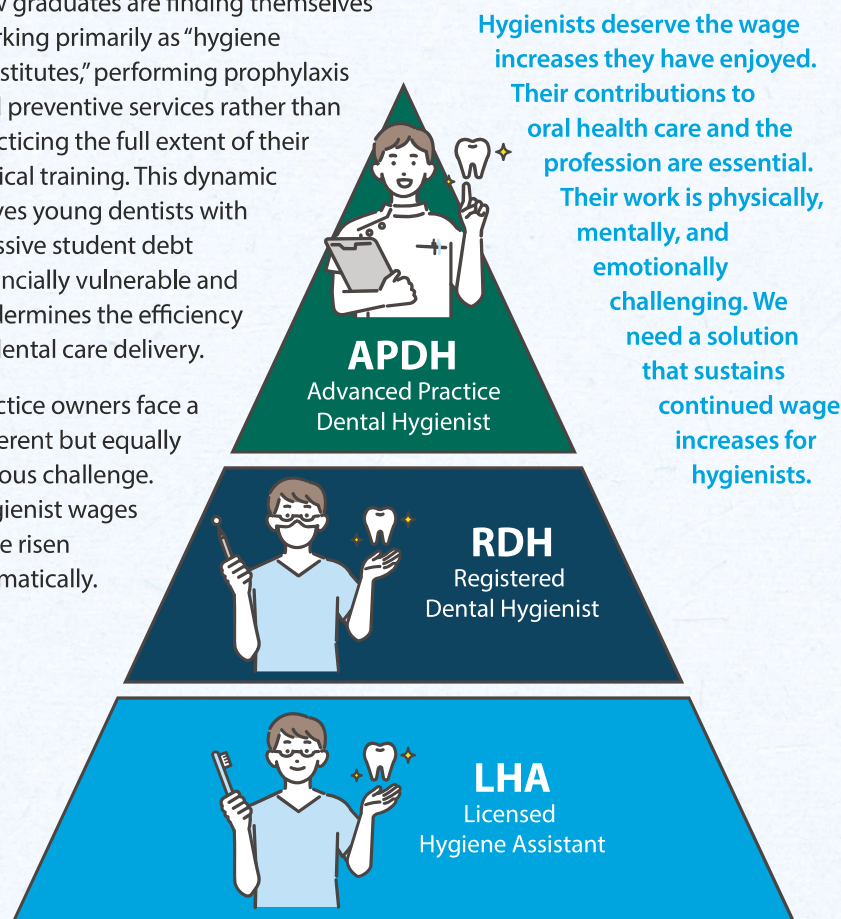 w graduates are finding themselves
rking primarily as “hygiene
stitutes,” performing prophylaxis
d preventive services rather than
cticing the full extent of their
ical training. This dynamic
ves young dentists with
ssive student debt
ncially vulnerable and
dermines the efficiency
dental care delivery.
ctice owners face a
erent but equally
ous challenge.
gienist wages
e risen
matically.
Hygienists deserve the wage
increases they have enjoyed.
Their contributions to
oral health care and the
profession are essential.
Their work is physically,
mentally, and
emotionally
challenging. We
need a solution
that sustains
continued wage
increases for
hygienists.
APDH
Advanced Practice
Dental Hygienist
RDH
Registered
Dental Hygienist
LHA
Licensed
Hygiene Assistant